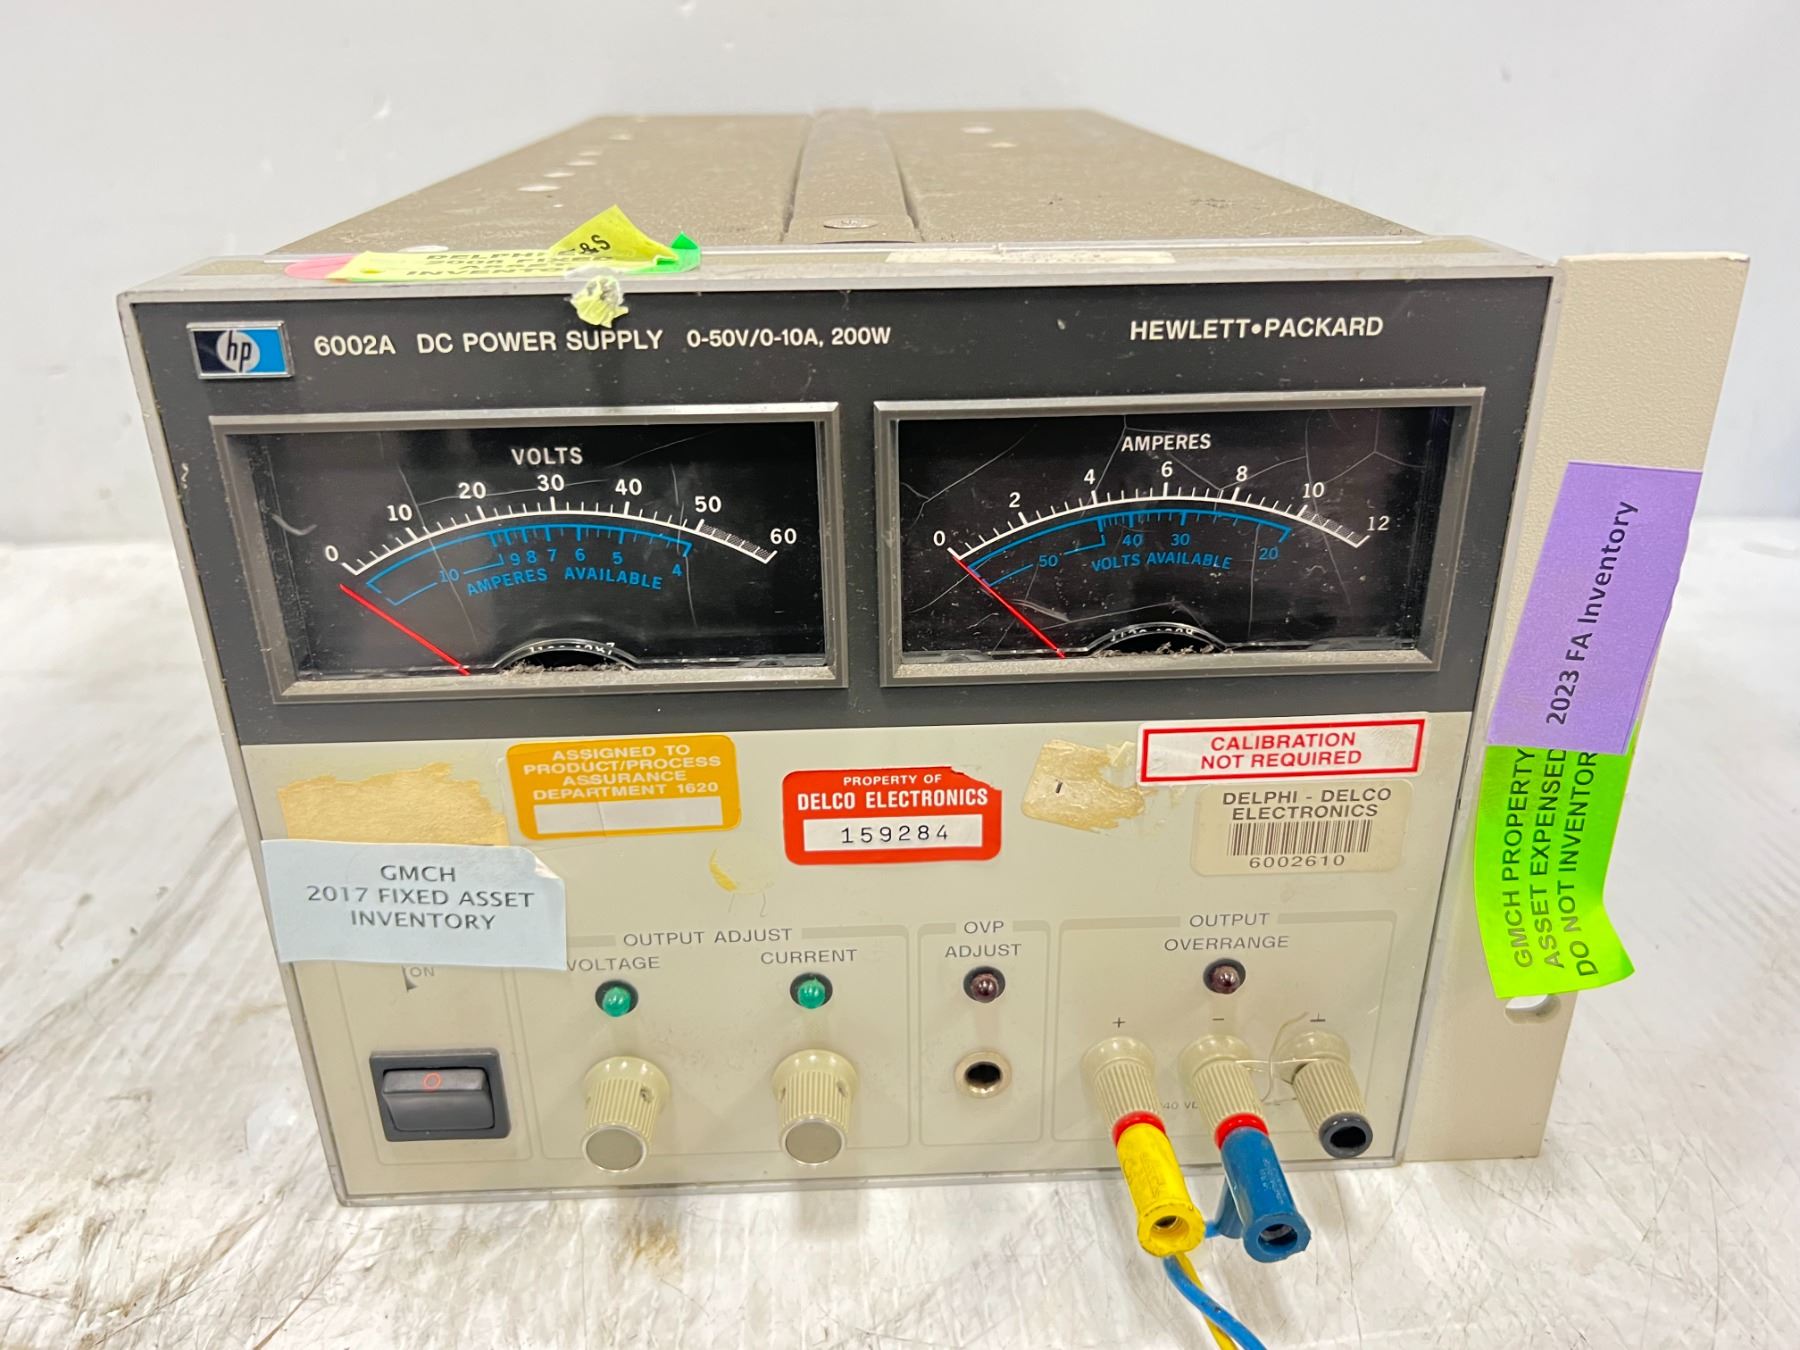 &S
DELPHI E
2008 FIXED
INVENTO
hp
6002A DC POWER SUPPLY 0-50V/0-10A, 200W
HEWLETT•PACKARD
VOLTS
0 10 20 30 40 50 60
10 9 8 7 6 5 4
AMPERES AVAILABLE
AMPERES
0 2 4 6 8 10 12
50 40 30 20
VOLTS AVAILABLE
2023 FA Inventory
GMCH PROPERTY
ASSET EXPENSED
DO NOT INVENTOR
ASSIGNED TO
PRODUCT/PROCESS
ASSURANCE
DEPARTMENT 1620
PROPERTY OF
DELCO ELECTRONICS
159284
CALIBRATION
NOT REQUIRED
DELPHI - DELCO
ELECTRONICS
6002610
GMCH
2017 FIXED ASSET
INVENTORY
ON
OUTPUT ADJUST
VOLTAGE
CURRENT
OVP
ADJUST
OUTPUT
OVERRANGE
+ −